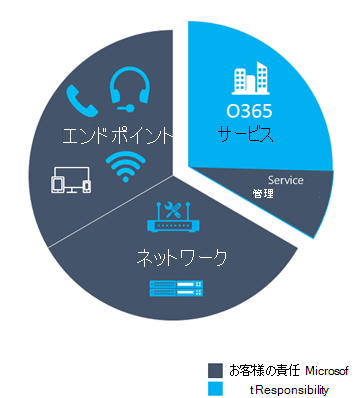 エンドポイント
O365
サービス
Service
管理
ネットワーク
お客様の責任 Microsof
tResponsibility